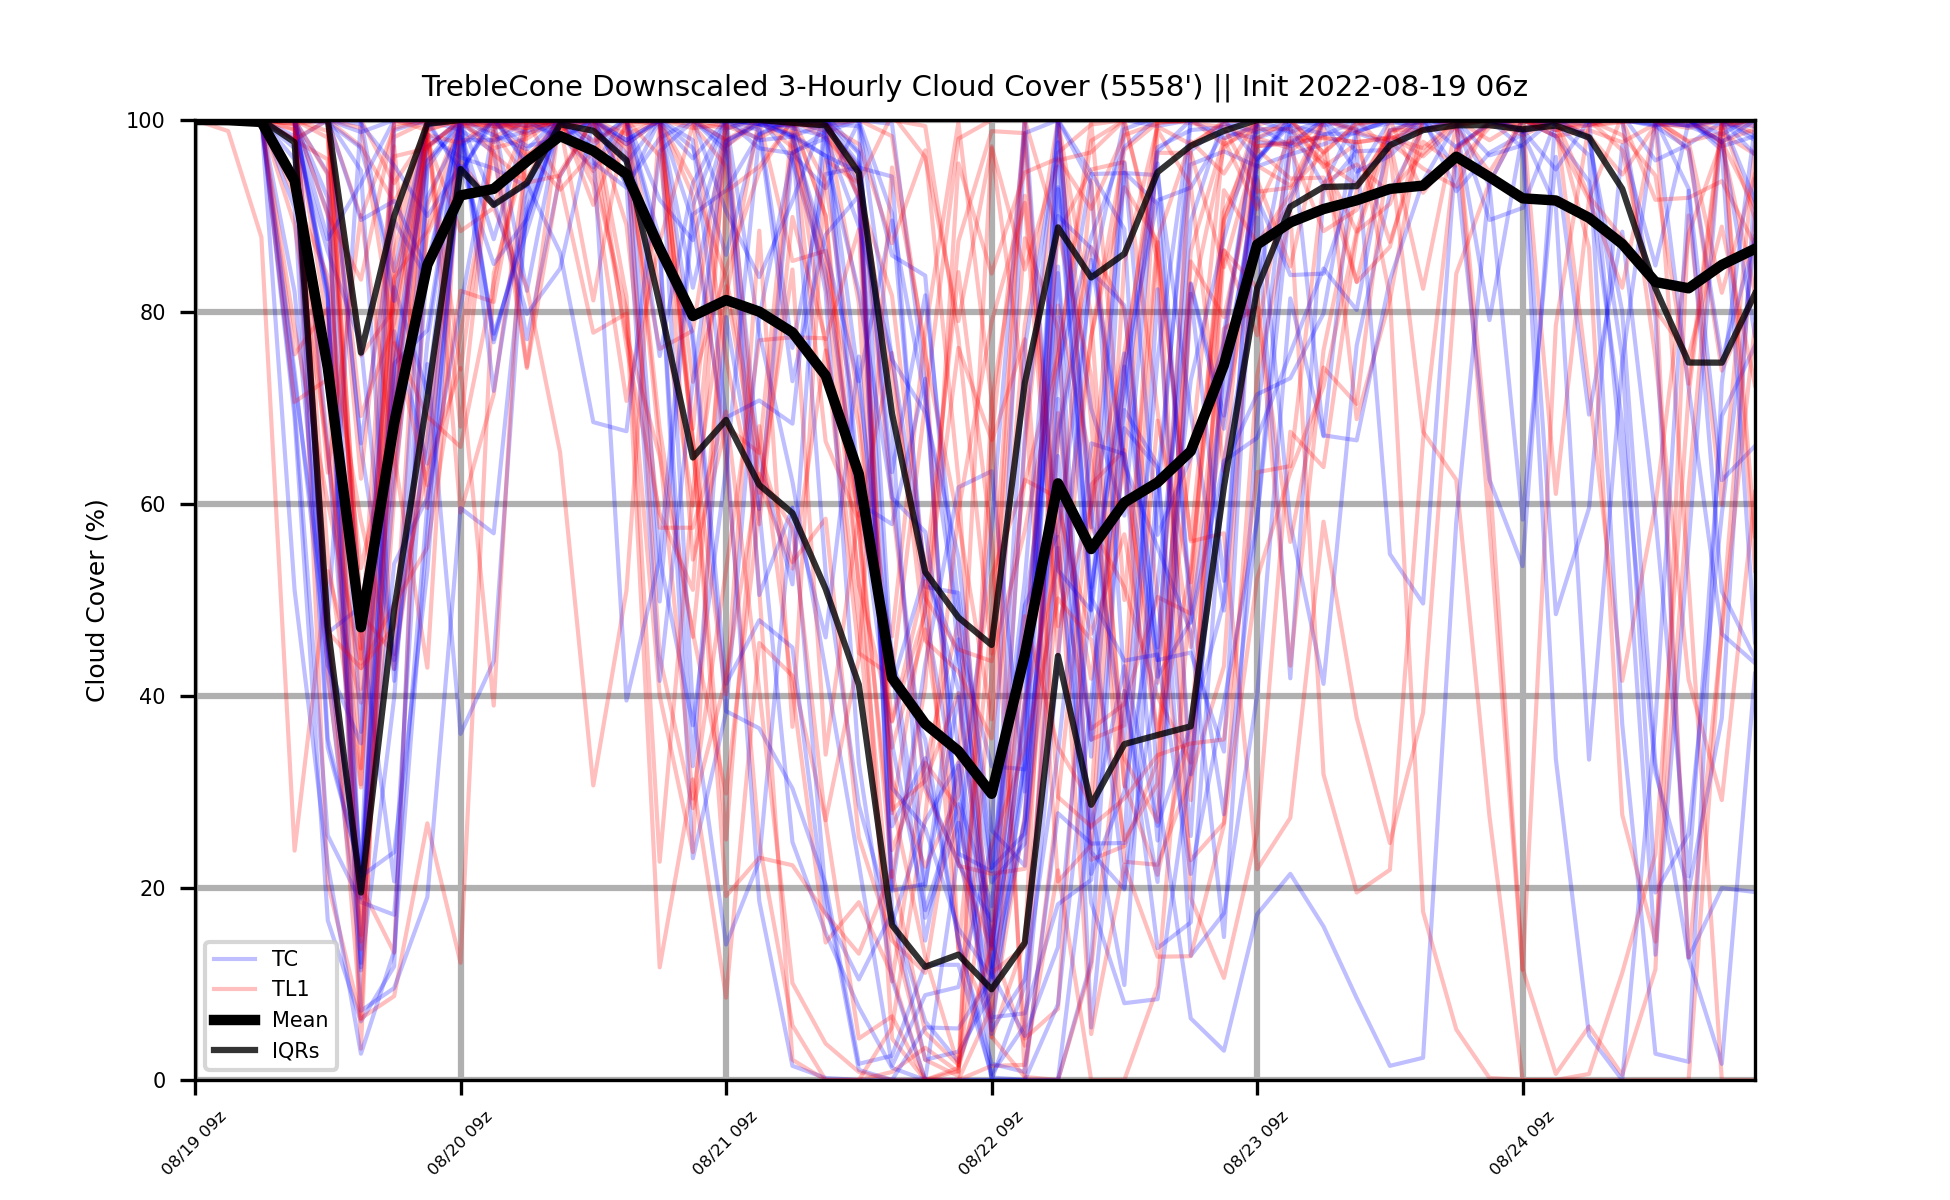 TrebleCone Downscaled 3-Hourly Cloud Cover (5558') || Init 2022-08-19 06z
Cloud Cover (%)
100
80
60
40
20
0
TC
TL1
Mean
IQRs
08/19 09z
08/20 09z
08/21 09z
08/22 09z
08/23 09z
08/24 09z